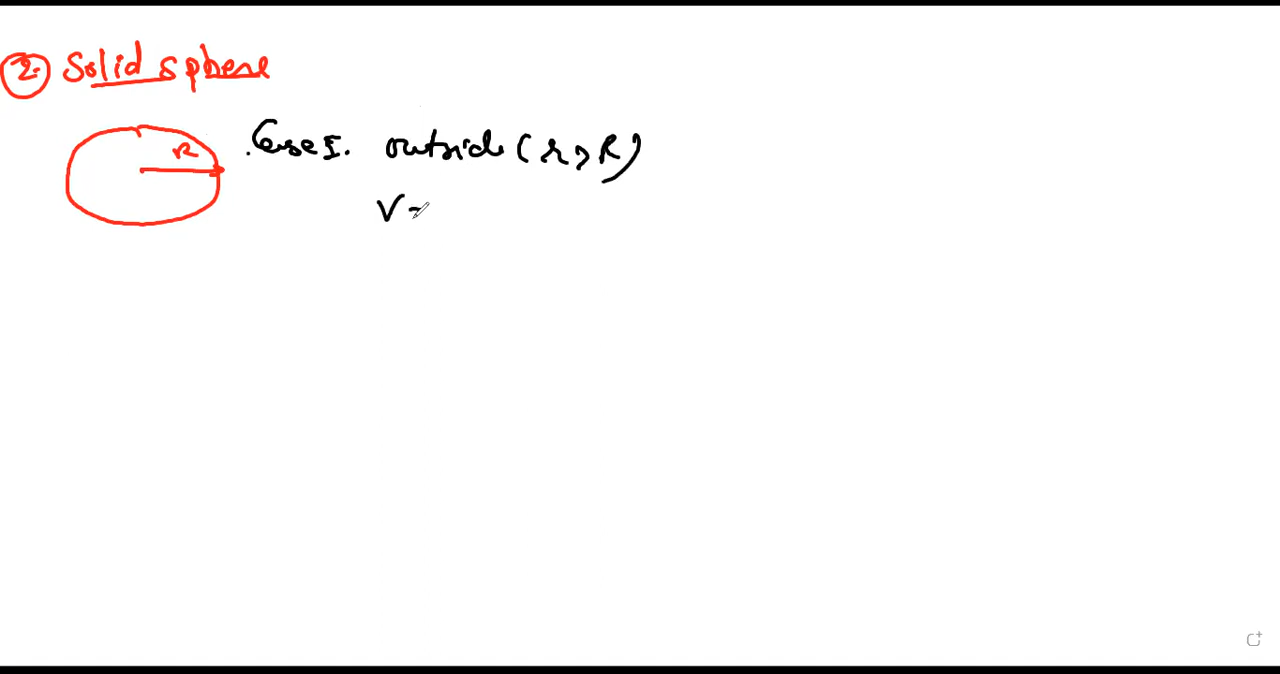 2. Solid sphere
R
Case I. outside (r > R)
V =